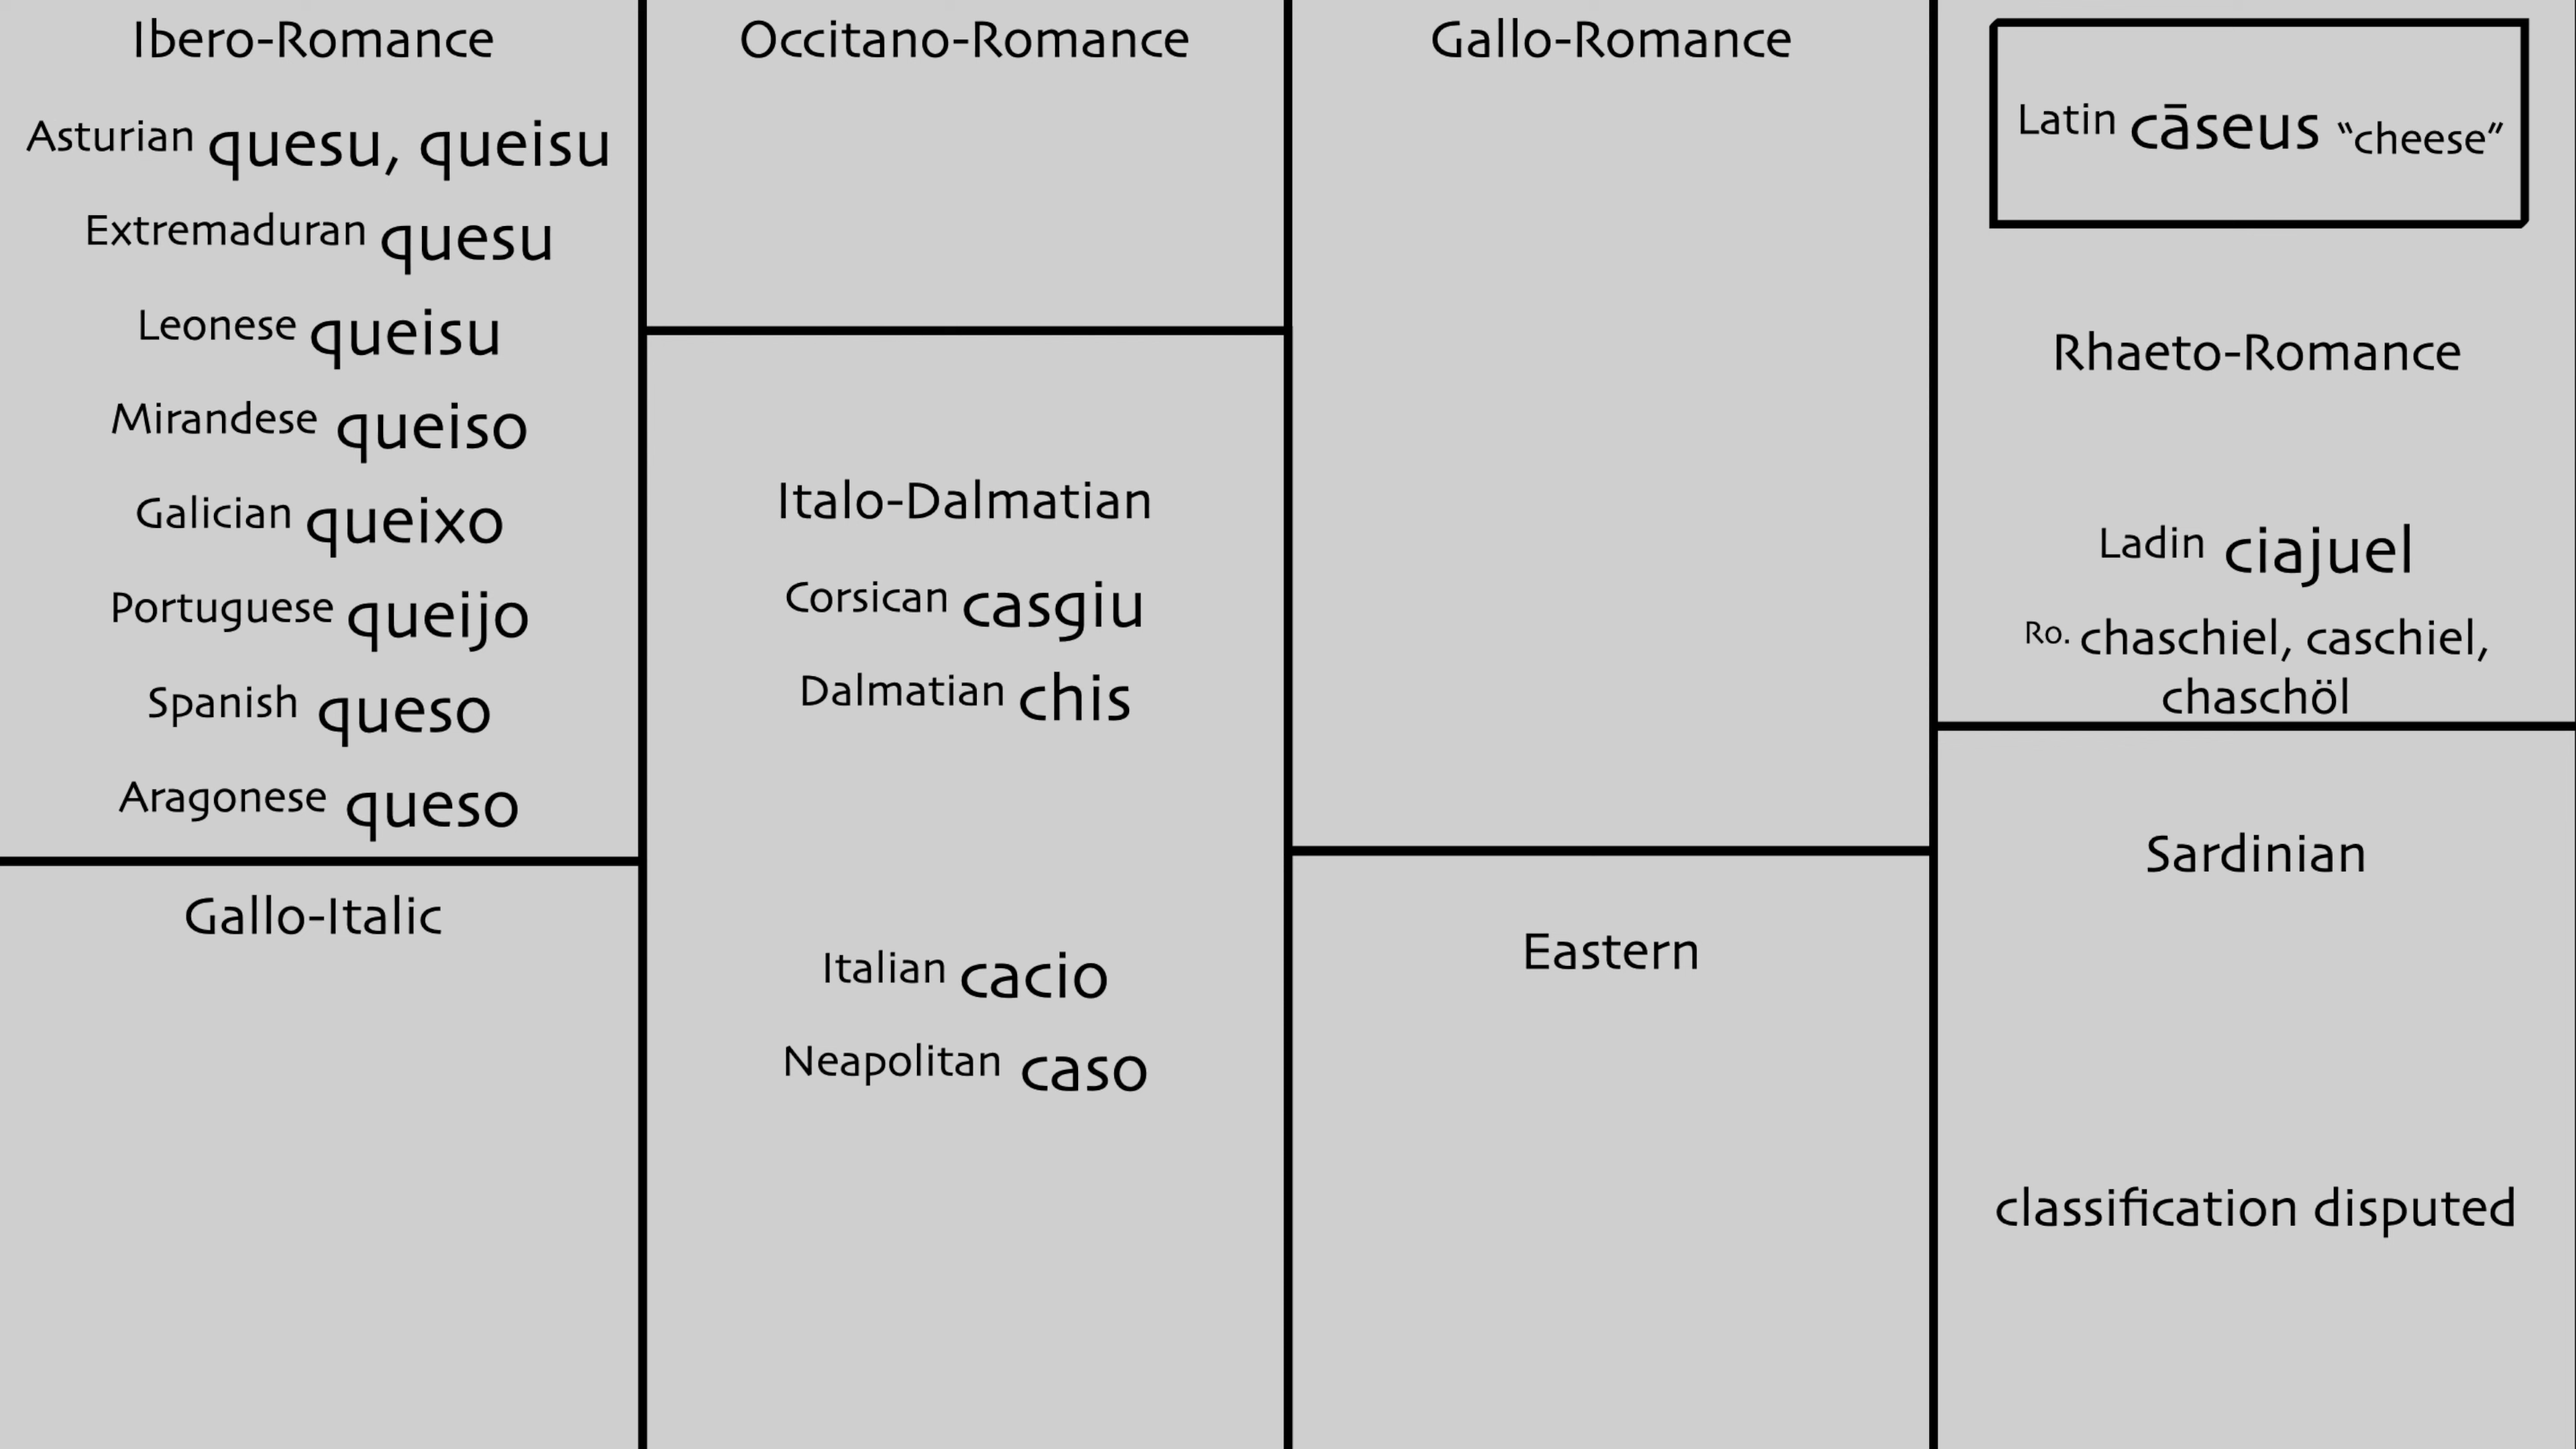 Ibero-Romance
Asturian quesu, queisu
Extremaduran quesu
Leonese queisu
Mirandese queiso
Galician queixo
Portuguese queijo
Spanish queso
Aragonese queso
Gallo-Italic
Occitano-Romance
Italo-Dalmatian
Corsican casgiu
Dalmatian chis
Italian cacio
Neapolitan caso
Gallo-Romance
Eastern
Latin cāseus “cheese”
Rhaeto-Romance
Ladin ciajuel
Ro. chaschiel, caschiel,
chaschöl
Sardinian
classification disputed